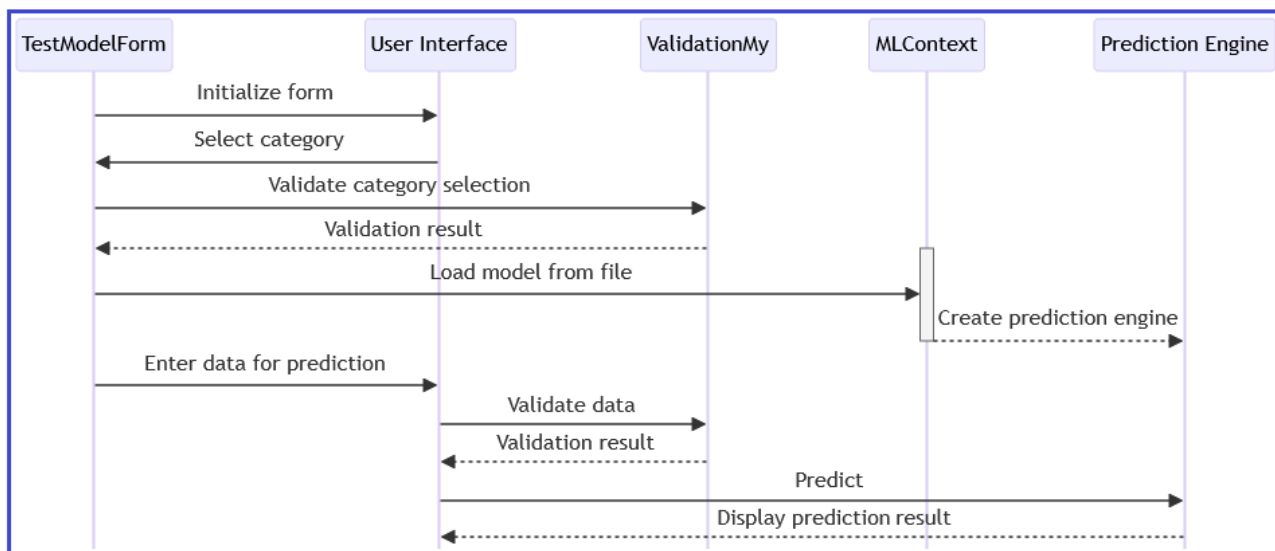 TestModelForm
User Interface
ValidationMy
MLContext
Prediction Engine
Initialize form
Select category
Validate category selection
Validation result
Load model from file
Create prediction engine
Enter data for prediction
Validate data
Validation result
Predict
Display prediction result